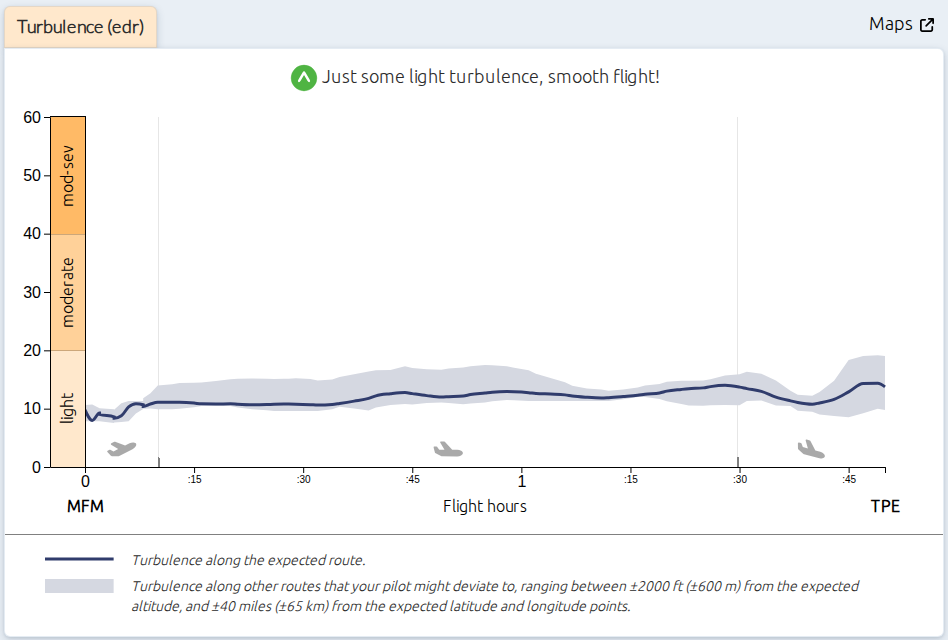 Turbulence (edr)
Maps
Just some light turbulence, smooth flight!
60
50
40
30
20
10
0
mod-sev
moderate
light
0
:15
:30
:45
1
:15
:30
:45
MFM
Flight hours
TPE
Turbulence along the expected route.
Turbulence along other routes that your pilot might deviate to, ranging between ±2000 ft (±600 m) from the expected
altitude, and ±40 miles (±65 km) from the expected latitude and longitude points.